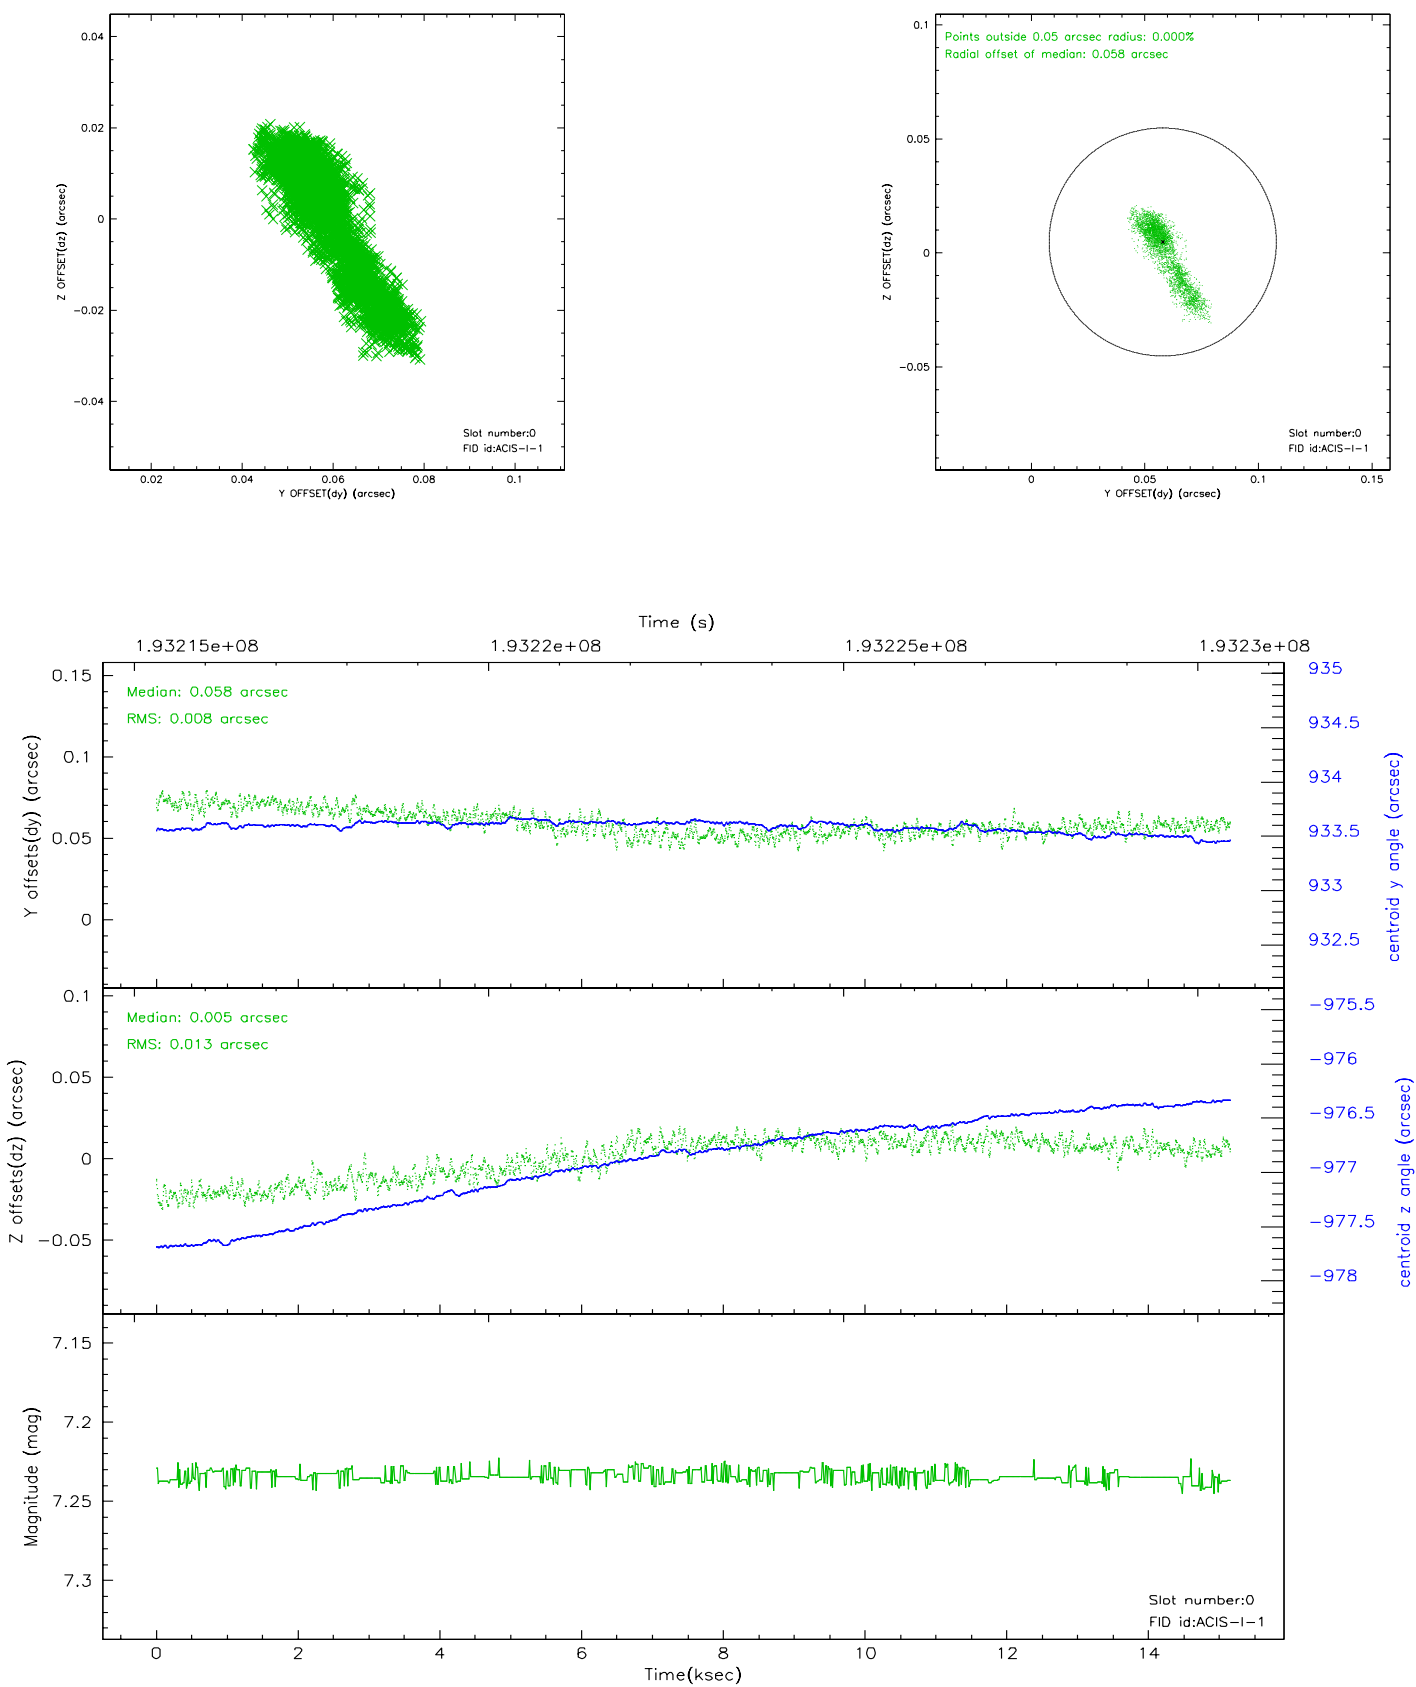 0.04
0.02
0
−0.02
−0.04
Z OFFSET(dz) (arcsec)
Slot number:0
FID id:ACIS−I−1
0.02
0.04
0.06
0.08
0.1
Y OFFSET(dy) (arcsec)
0.1
0.05
0
−0.05
Z OFFSET(dz) (arcsec)
Points outside 0.05 arcsec radius: 0.000%
Radial offset of median: 0.058 arcsec
Slot number:0
FID id:ACIS−I−1
0
0.05
0.1
0.15
Y OFFSET(dy) (arcsec)
Time (s)
1.93215e+08
1.9322e+08
1.93225e+08
1.9323e+08
0.15
0.1
0.05
0
Y offsets(dy) (arcsec)
Median: 0.058 arcsec
RMS: 0.008 arcsec
935
934.5
934
933.5
933
932.5
centroid y angle (arcsec)
0.1
0.05
0
−0.05
Z offsets(dz) (arcsec)
Median: 0.005 arcsec
RMS: 0.013 arcsec
−975.5
−976
−976.5
−977
−977.5
−978
centroid z angle (arcsec)
7.15
7.2
7.25
7.3
Magnitude (mag)
Slot number:0
FID id:ACIS−I−1
0
2
4
6
8
10
12
14
Time(ksec)